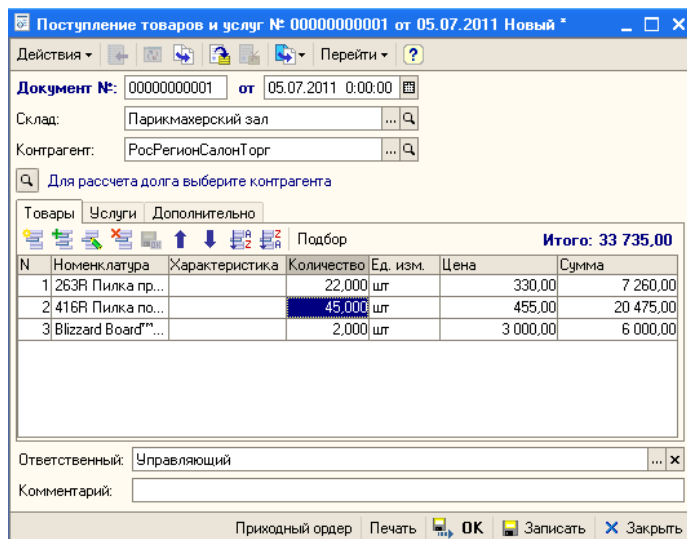 Поступление товаров и услуг № 00000000001 от 05.07.2011 Новый *
Действия Перейти ?
Документ №: 00000000001 от 05.07.2011 0:00:00
Склад: Парикмахерский зал ...
Контрагент: РосРегионСалонТорг ...
Для рассчета долга выберите контрагента
Товары Услуги Дополнительно
Подбор Итого: 33 735,00
N Номенклатура Характеристика Количество Ед. изм. Цена Сумма
1 263R Пилка пр... 22,000 шт 330,00 7 260,00
2 416R Пилка по... 45,000 шт 455,00 20 475,00
3 Blizzard Board™... 2,000 шт 3 000,00 6 000,00
Ответственный: Управляющий ... x
Комментарий:
Приходный ордер Печать OK Записать Закрыть